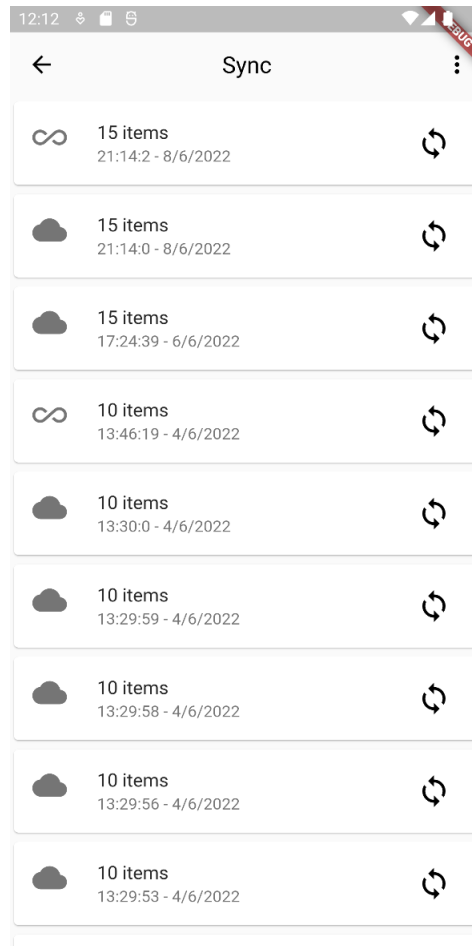 12:12
BUG
Sync
15 items
21:14:2 - 8/6/2022
15 items
21:14:0 - 8/6/2022
15 items
17:24:39 - 6/6/2022
10 items
13:46:19 - 4/6/2022
10 items
13:30:0 - 4/6/2022
10 items
13:29:59 - 4/6/2022
10 items
13:29:58 - 4/6/2022
10 items
13:29:56 - 4/6/2022
10 items
13:29:53 - 4/6/2022